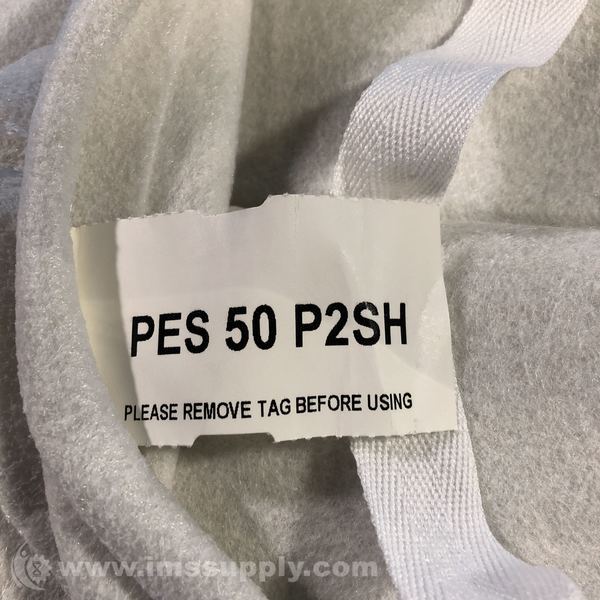 PES 50 P2SH
PLEASE REMOVE TAG BEFORE USING
www.imssupply.com